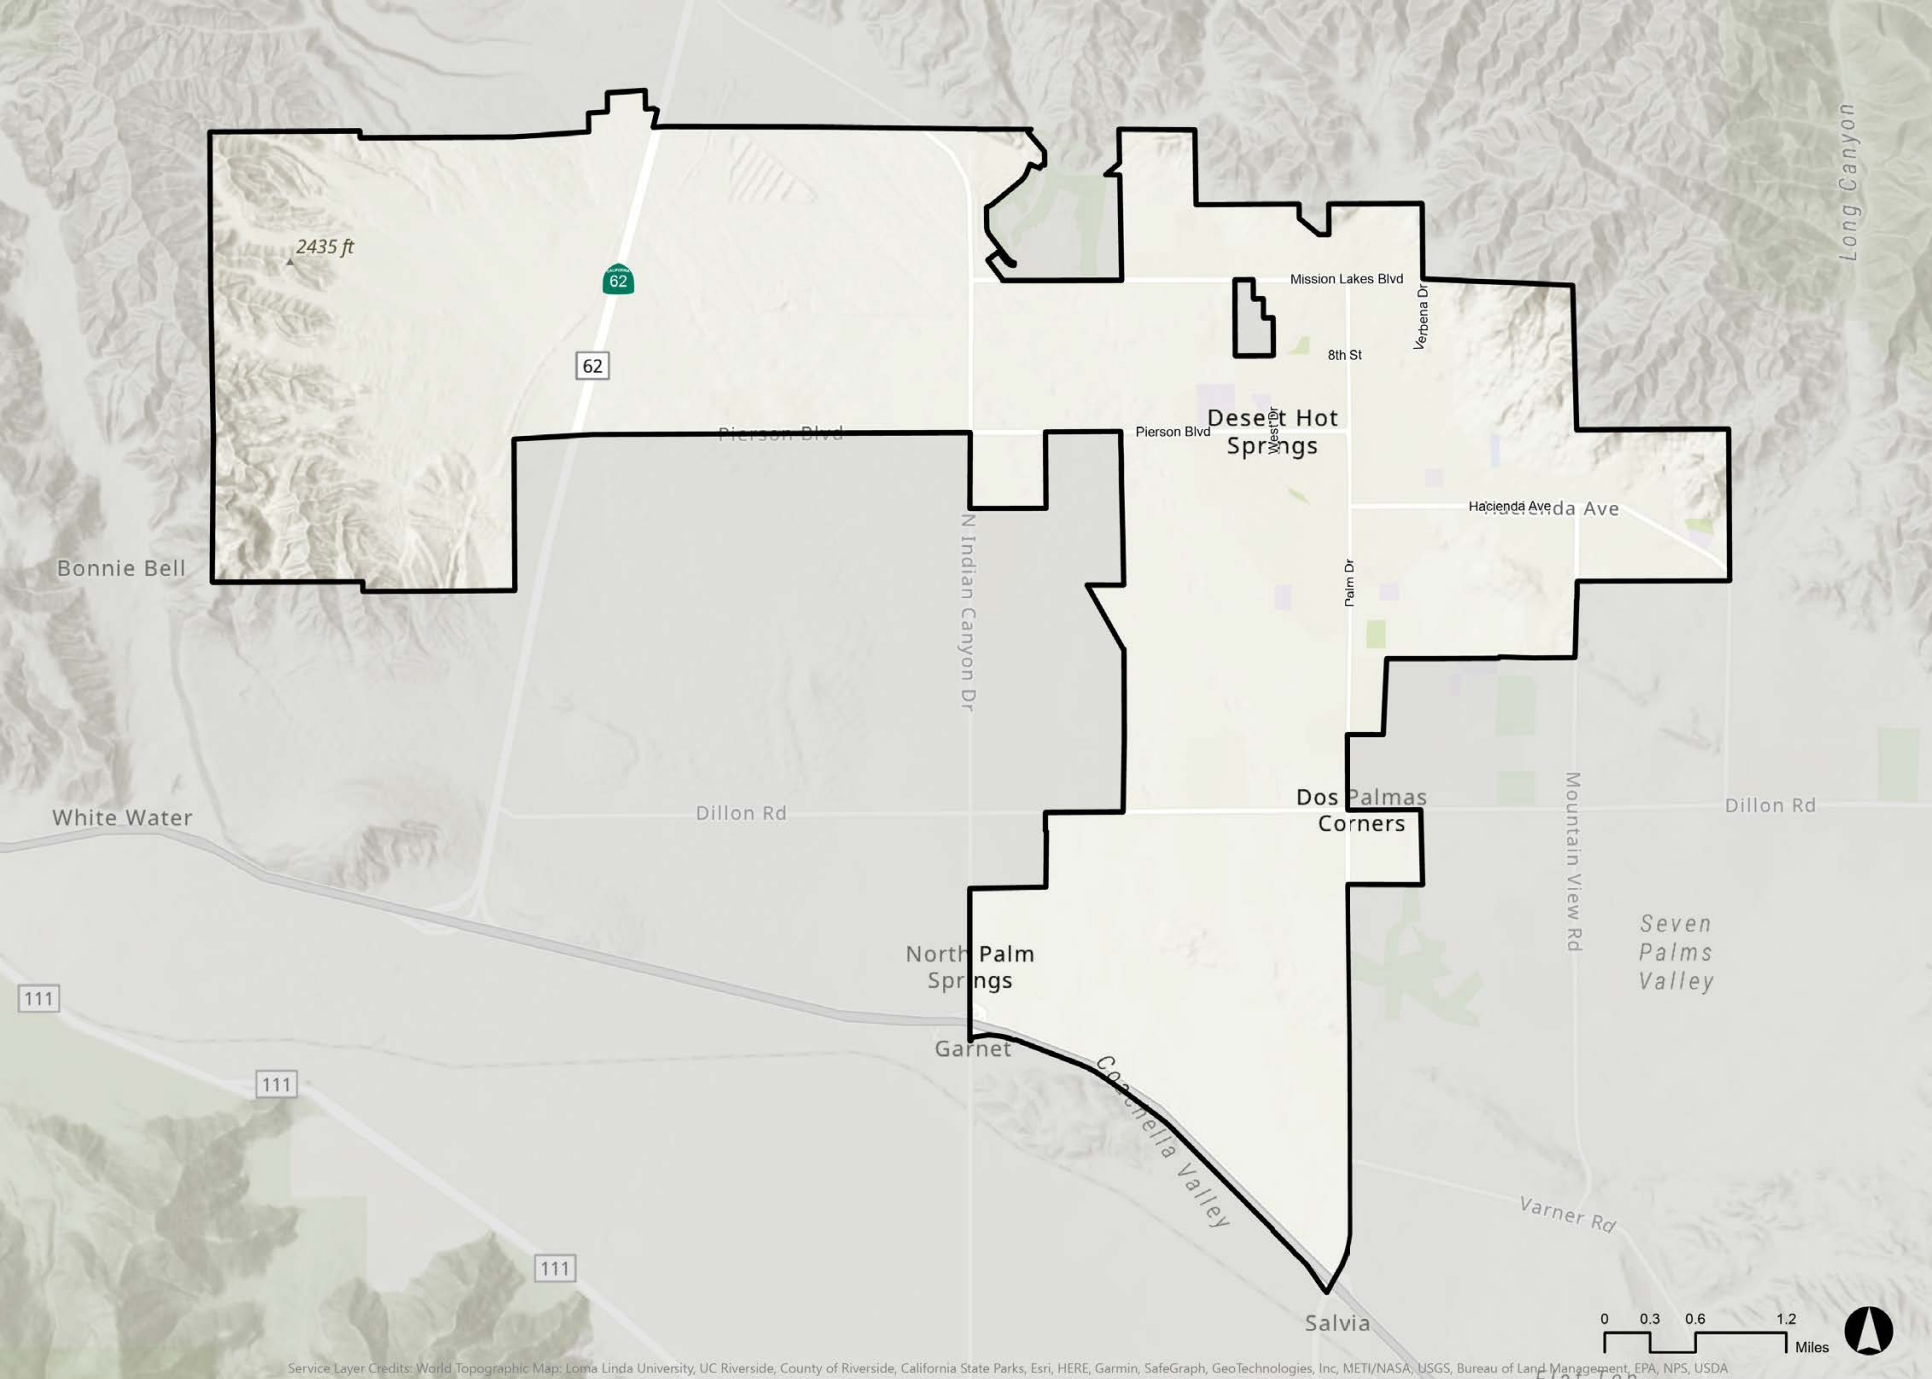 Long Canyon
2435 ft
CALIFORNIA
62
Mission Lakes Blvd
Verbena Dr
62
8th St
Desert Hot
Springs
West Dr
Pierson Blvd
Pierson Blvd
Hacienda Ave
Hacienda Ave
N Indian Canyon Dr
Bonnie Bell
Palm Dr
Dos Palmas
Corners
Dillon Rd
Dillon Rd
White Water
Mountain View Rd
Seven
Palms
Valley
North Palm
Springs
111
Garnet
Coachella Valley
111
Varner Rd
111
Salvia
0 0.3 0.6 1.2
Miles
Service Layer Credits: World Topographic Map: Loma Linda University, UC Riverside, County of Riverside, California State Parks, Esri, HERE, Garmin, SafeGraph, GeoTechnologies, Inc, METI/NASA, USGS, Bureau of Land Management, EPA, NPS, USDA
Flat Top